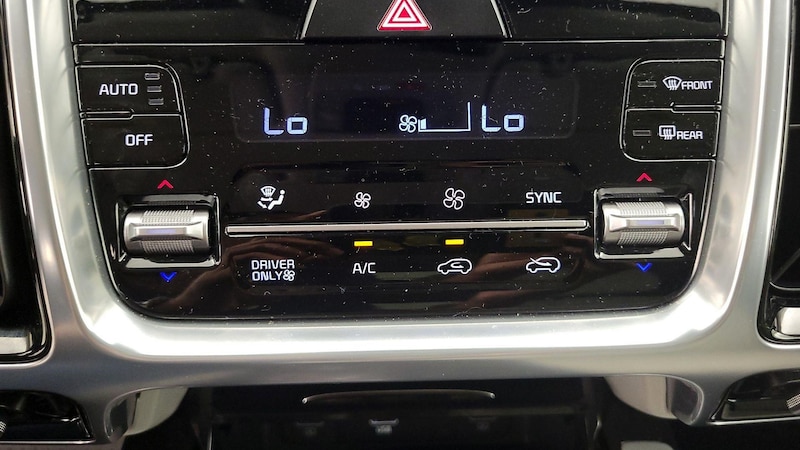 AUTO
FRONT
Lo
Lo
OFF
REAR
SYNC
DRIVER
ONLY
A/C